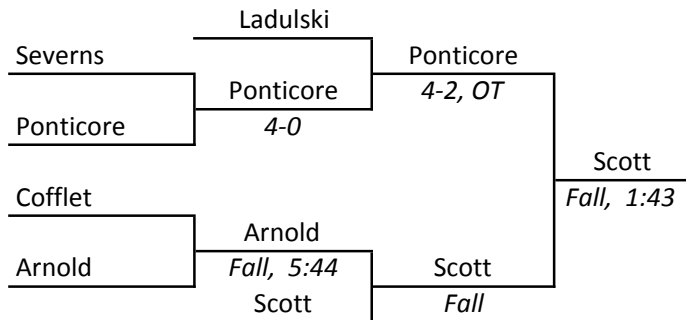 Ladulski
Severns
Ponticore
Ponticore
4-2, OT
4-0
Ponticore
Scott
Fall, 1:43
Cofflet
Arnold
Arnold
Fall, 5:44
Scott
Scott
Fall